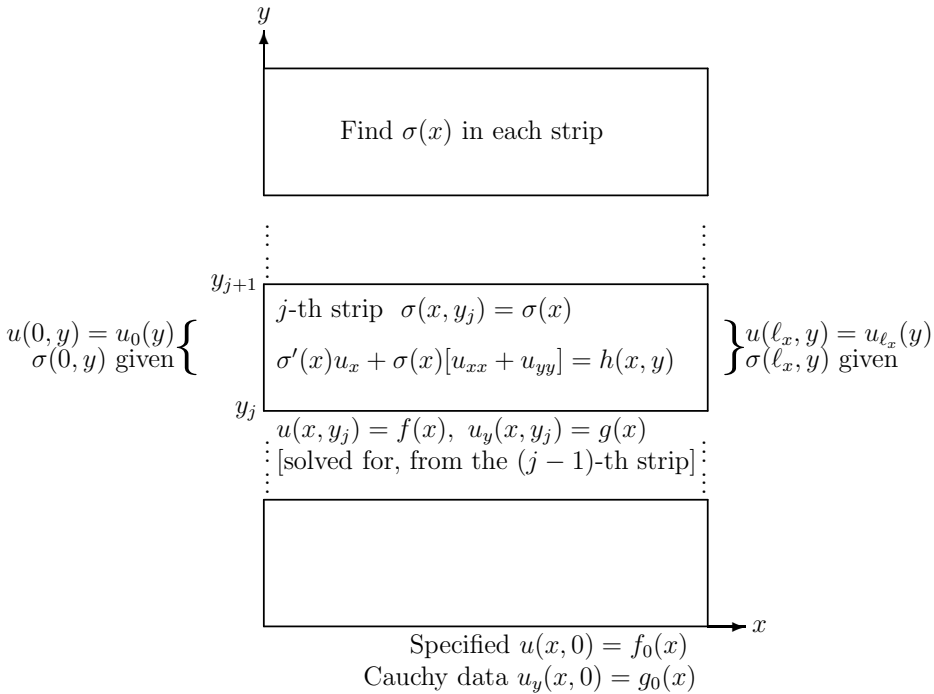 y
Find σ(x) in each strip
y_{j+1}
j-th strip σ(x, y_j) = σ(x)
u(0, y) = u_0(y)
σ(0, y) given
σ′(x)u_x + σ(x)[u_{xx} + u_{yy}] = h(x, y)
u(ℓ_x, y) = u_{ℓ_x}(y)
σ(ℓ_x, y) given
y_j
u(x, y_j) = f(x), u_y(x, y_j) = g(x)
[solved for, from the (j − 1)-th strip]
x
Specified u(x, 0) = f_0(x)
Cauchy data u_y(x, 0) = g_0(x)